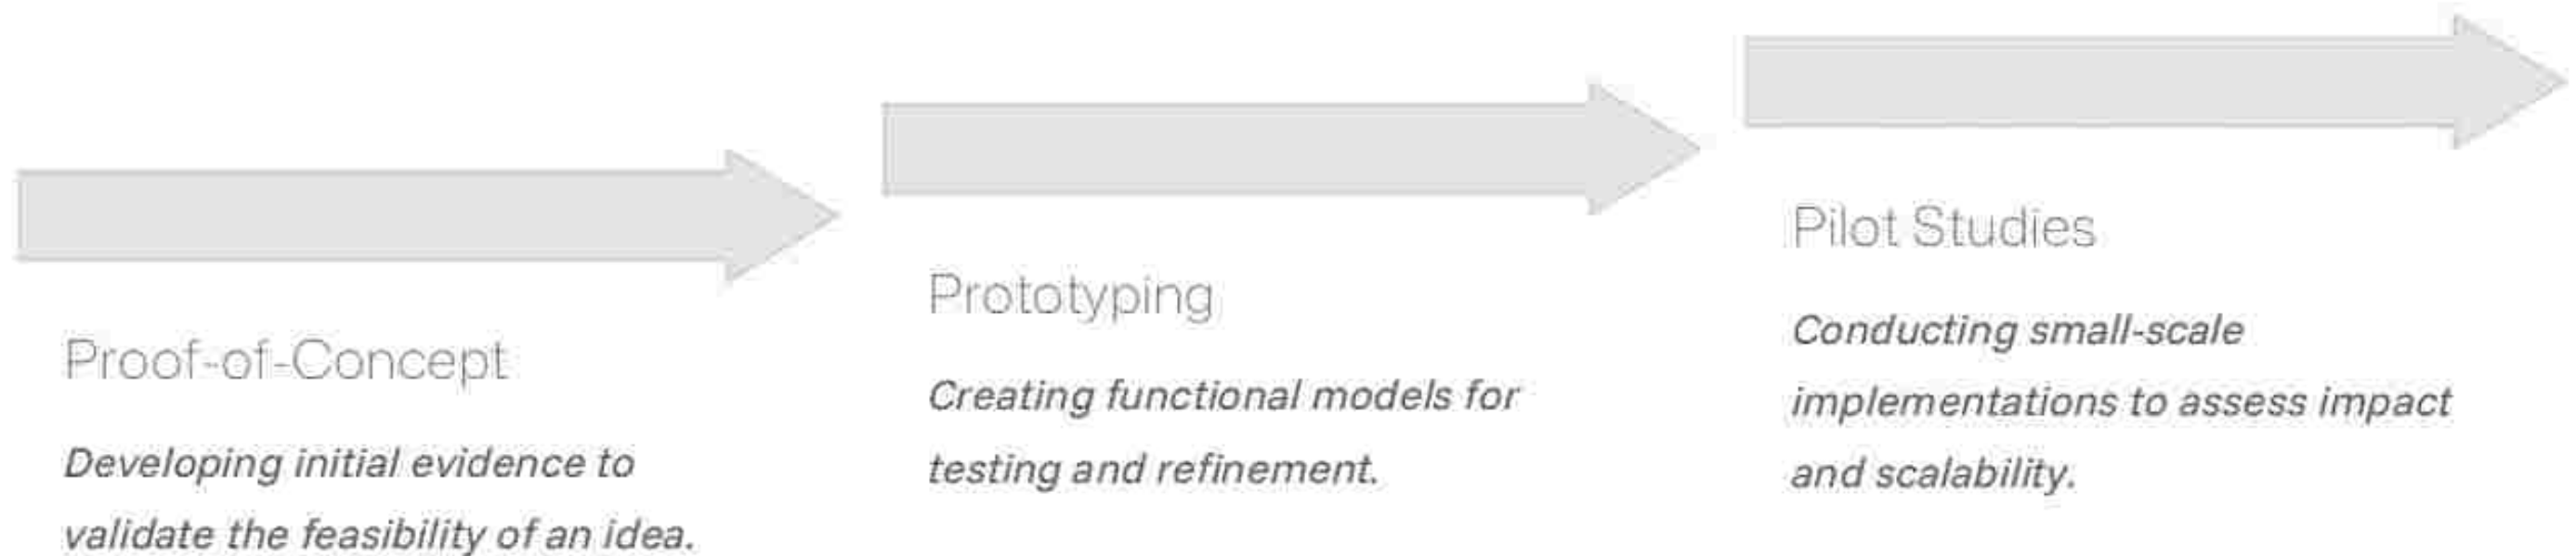 Proof-of-Concept
Developing initial evidence to
validate the feasibility of an idea.
Prototyping
Creating functional models for
testing and refinement.
Pilot Studies
Conducting small-scale
implementations to assess impact
and scalability.